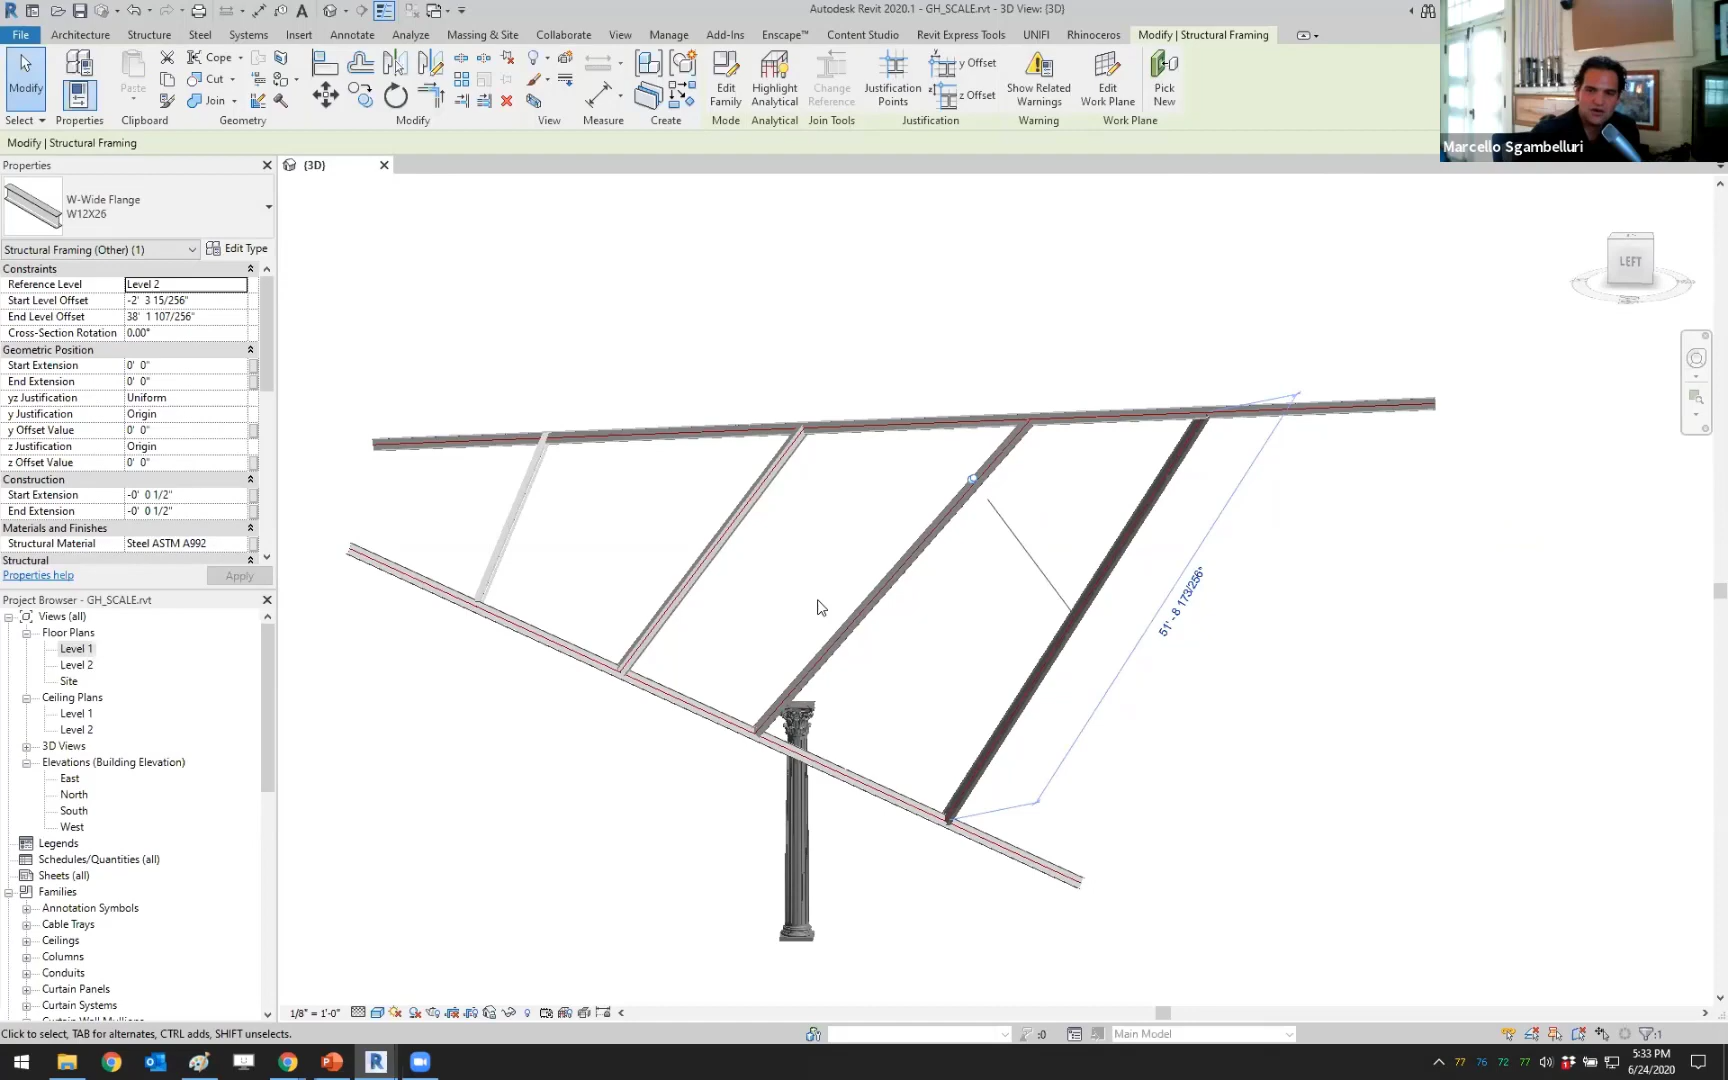 Autodesk Revit 2020.1 - GH_SCALE.rvt - 3D View: {3D}
File Architecture Structure Steel Systems Insert Annotate Analyze Massing & Site Collaborate View Manage Add-Ins Enscape™ Content Studio Revit Express Tools UNIFI Rhinoceros Modify | Structural Framing
Modify
Paste
Cope
Cut
Join
Edit Family
Highlight Analytical
Change Reference
Justification Points
y Offset
z Offset
Show Related Warnings
Edit Work Plane
Pick New
Select Properties Clipboard Geometry Modify View Measure Create Mode Analytical Join Tools Justification Warning Work Plane
Marcello Sgambelluri
Modify | Structural Framing
Properties
{3D}
W-Wide Flange
W12X26
Structural Framing (Other) (1) Edit Type
Constraints
Reference Level Level 2
Start Level Offset -2' 3 15/256"
End Level Offset 38' 1 107/256"
Cross-Section Rotation 0.00°
Geometric Position
Start Extension 0' 0"
End Extension 0' 0"
yz Justification Uniform
y Justification Origin
y Offset Value 0' 0"
z Justification Origin
z Offset Value 0' 0"
Construction
Start Extension -0' 0 1/2"
End Extension -0' 0 1/2"
Materials and Finishes
Structural Material Steel ASTM A992
Structural
Properties help Apply
LEFT
51' - 8 173/256"
Project Browser - GH_SCALE.rvt
Views (all)
Floor Plans
Level 1
Level 2
Site
Ceiling Plans
Level 1
Level 2
3D Views
Elevations (Building Elevation)
East
North
South
West
Legends
Schedules/Quantities (all)
Sheets (all)
Families
Annotation Symbols
Cable Trays
Ceilings
Columns
Conduits
Curtain Panels
Curtain Systems
Curtain Wall Mullions
1/8" = 1'-0"
Click to select, TAB for alternates, CTRL adds, SHIFT unselects.
:0
Main Model
:1
77 76 72 77
5:33 PM
6/24/2020